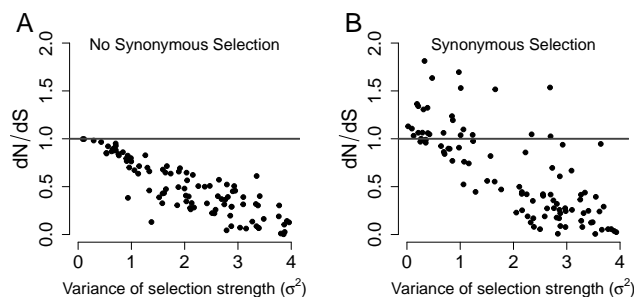 A
No Synonymous Selection
dN/dS
2.0
1.5
1.0
0.5
0.0
0 1 2 3 4
Variance of selection strength (σ²)
B
Synonymous Selection
dN/dS
2.0
1.5
1.0
0.5
0.0
0 1 2 3 4
Variance of selection strength (σ²)